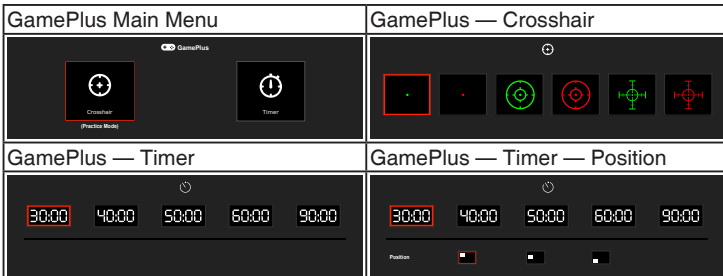 GamePlus Main Menu
GamePlus — Crosshair
GamePlus
Crosshair
Timer
(Practice Mode)
GamePlus — Timer
GamePlus — Timer — Position
30:00 40:00 50:00 60:00 90:00
30:00 40:00 50:00 60:00 90:00
Position